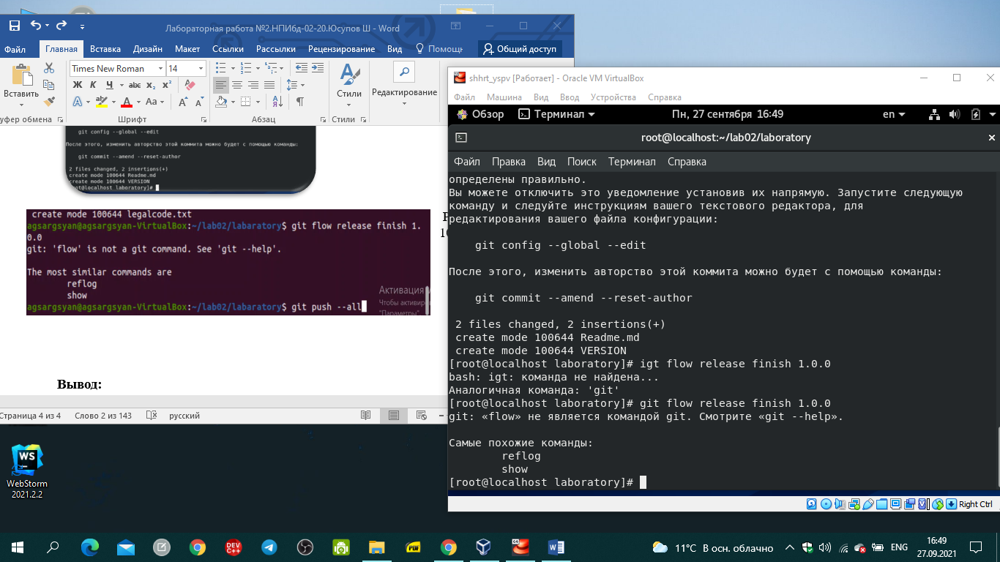 Лабораторная работа №2.НПИбд-02-20.Юсупов Ш - Word
Файл Главная Вставка Дизайн Макет Ссылки Рассылки Рецензирование Вид Помощь Общий доступ
Times New Roman 14
Вставить
Ж К Ч abc x₂ x²
Стили
Редактирование
уфер обмена Шрифт Абзац Стили
git config --global --edit
После этого, изменить авторство этой коммита можно будет с помощью команды:
git commit --amend --reset-author
2 files changed, 2 insertions(+)
create mode 100644 Readme.md
create mode 100644 VERSION
root@localhost laboratory]#
create mode 100644 legalcode.txt
agsargsyan@agsargsyan-VirtualBox:~/lab02/labaratory$ git flow release finish 1.
0.0
git: 'flow' is not a git command. See 'git --help'.
The most similar commands are
reflog
show
agsargsyan@agsargsyan-VirtualBox:~/lab02/labaratory$ git push --all
Активация
Чтобы активиро
"Параметры".
Вывод:
Страница 4 из 4 Слово 2 из 143 русский
WebStorm
2021.2.2
shhrt_yspv [Работает] - Oracle VM VirtualBox
Файл Машина Вид Ввод Устройства Справка
Обзор Терминал Пн, 27 сентября 16:49 en
root@localhost:~/lab02/laboratory
Файл Правка Вид Поиск Терминал Справка
определены правильно.
Вы можете отключить это уведомление установив их напрямую. Запустите следующую
команду и следуйте инструкциям вашего текстового редактора, для
редактирования вашего файла конфигурации:
git config --global --edit
После этого, изменить авторство этой коммита можно будет с помощью команды:
git commit --amend --reset-author
2 files changed, 2 insertions(+)
create mode 100644 Readme.md
create mode 100644 VERSION
[root@localhost laboratory]# igt flow release finish 1.0.0
bash: igt: команда не найдена...
Аналогичная команда: 'git'
[root@localhost laboratory]# git flow release finish 1.0.0
git: «flow» не является командой git. Смотрите «git --help».
Самые похожие команды:
reflog
show
[root@localhost laboratory]#
Right Ctrl
11°C В осн. облачно ENG 16:49
27.09.2021